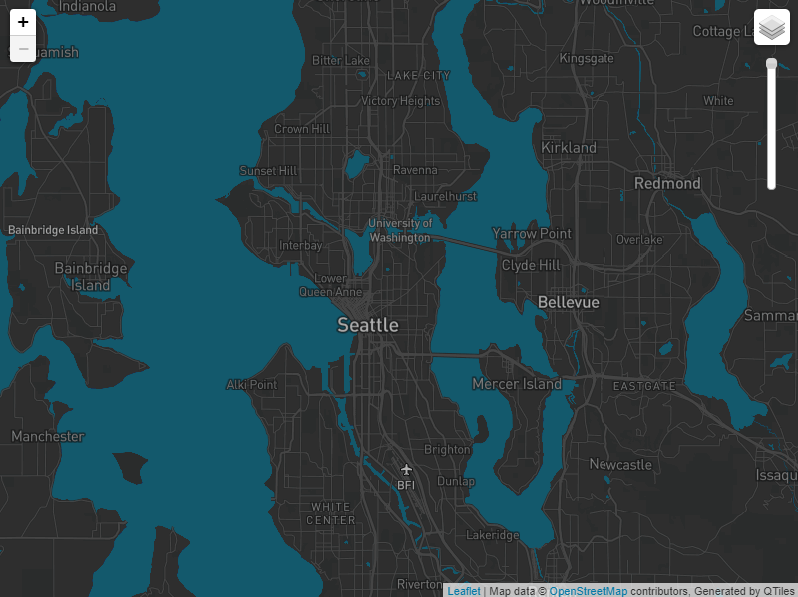 Indianola
Woodinville
+
Cottage La
Suquamish
−
Bitter Lake
Kingsgate
LAKE CITY
Victory Heights
White
Crown Hill
Kirkland
Sunset Hill
Ravenna
Redmond
Laurelhurst
University of
Washington
Bainbridge Island
Yarrow Point
Overlake
Interbay
Clyde Hill
Bainbridge
Island
Lower
Queen Anne
Bellevue
Seattle
Sammam
Alki Point
Mercer Island
EASTGATE
Manchester
Brighton
Newcastle
BFI
Dunlap
Issaqu
WHITE
CENTER
Lakeridge
Riverton
Leaflet | Map data © OpenStreetMap contributors, Generated by QTiles